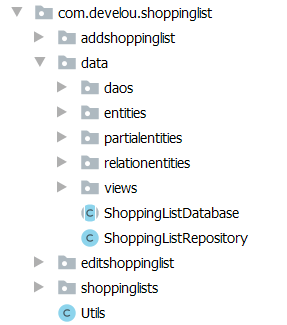 com.develou.shoppinglist
addshoppinglist
data
daos
entities
partialentities
relationentities
views
ShoppingListDatabase
ShoppingListRepository
editshoppinglist
shoppinglists
Utils